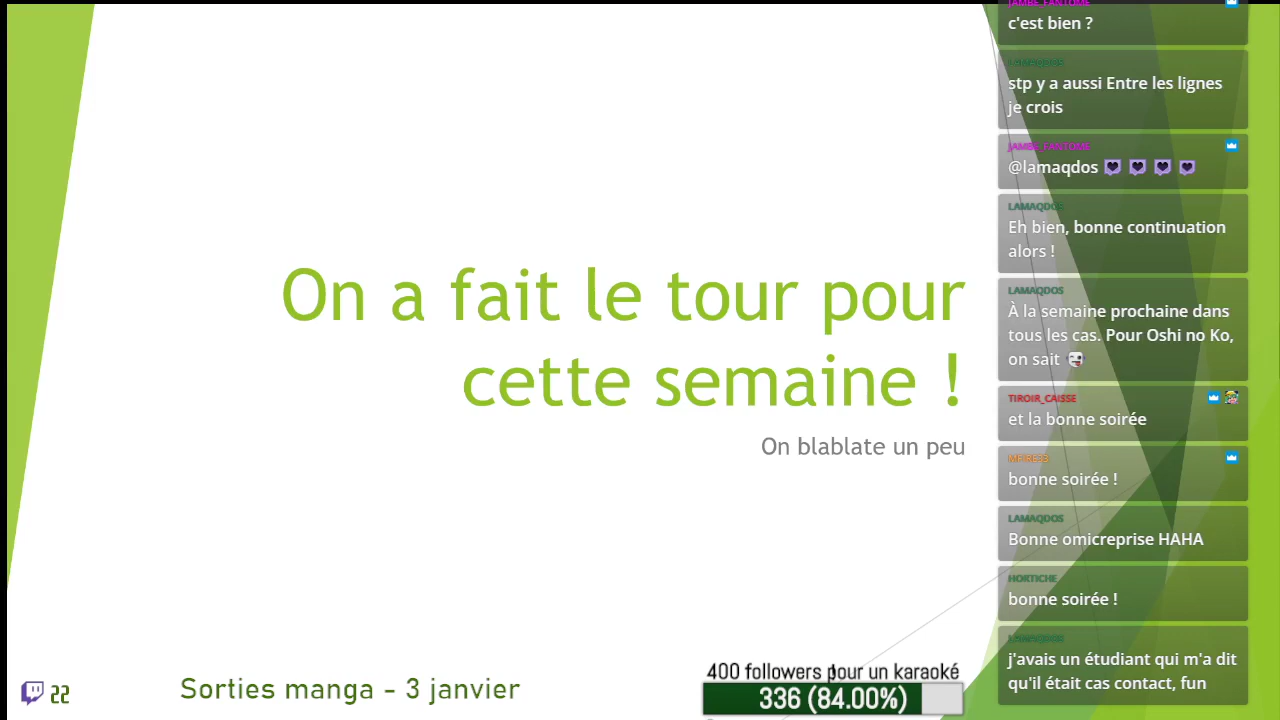 On a fait le tour pour
cette semaine !
On blablate un peu
22
Sorties manga - 3 janvier
400 followers pour un karaoké
336 (84.00%)
JAMBE_FANTOME
c'est bien ?
LAMAQDOS
stp y a aussi Entre les lignes
je crois
JAMBE_FANTOME
@lamaqdos
LAMAQDOS
Eh bien, bonne continuation
alors !
LAMAQDOS
À la semaine prochaine dans
tous les cas. Pour Oshi no Ko,
on sait
TIROIR_CAISSE
et la bonne soirée
bonne soirée !
LAMAQDOS
Bonne omicreprise HAHA
HORTICHE
bonne soirée !
LAMAQDOS
j'avais un étudiant qui m'a dit
qu'il était cas contact, fun